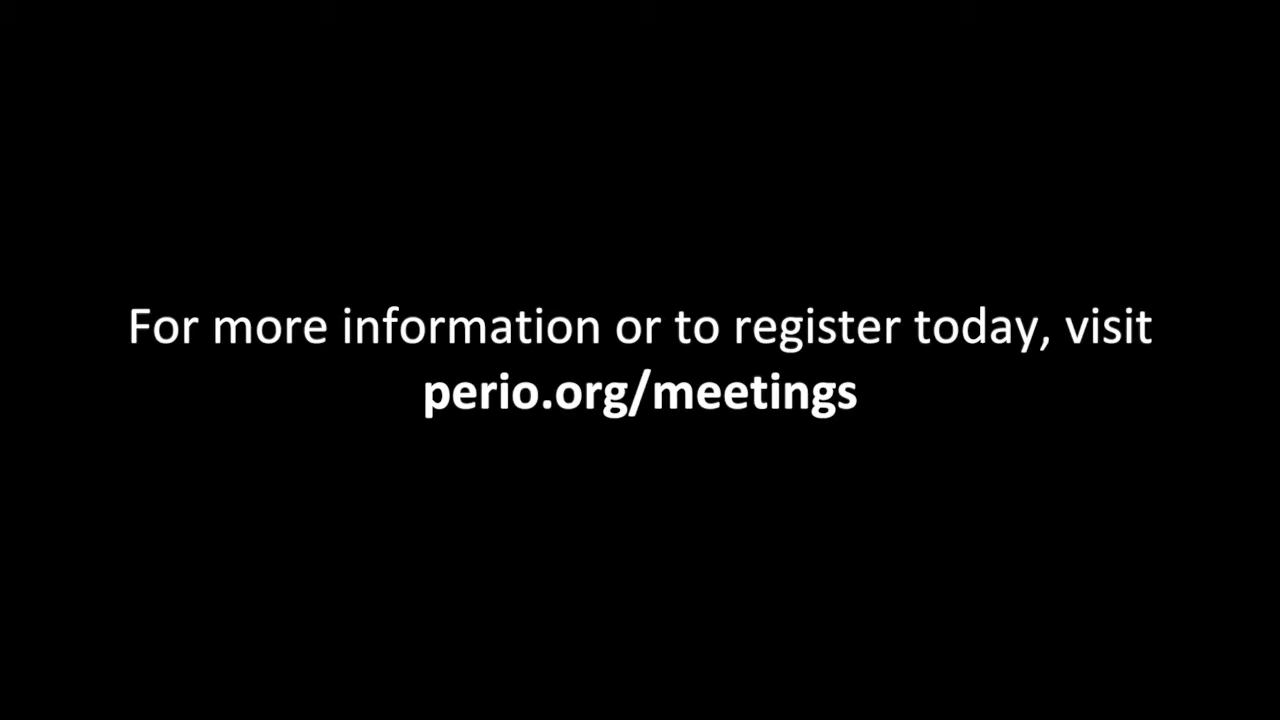 For more information or to register today, visit
perio.org/meetings